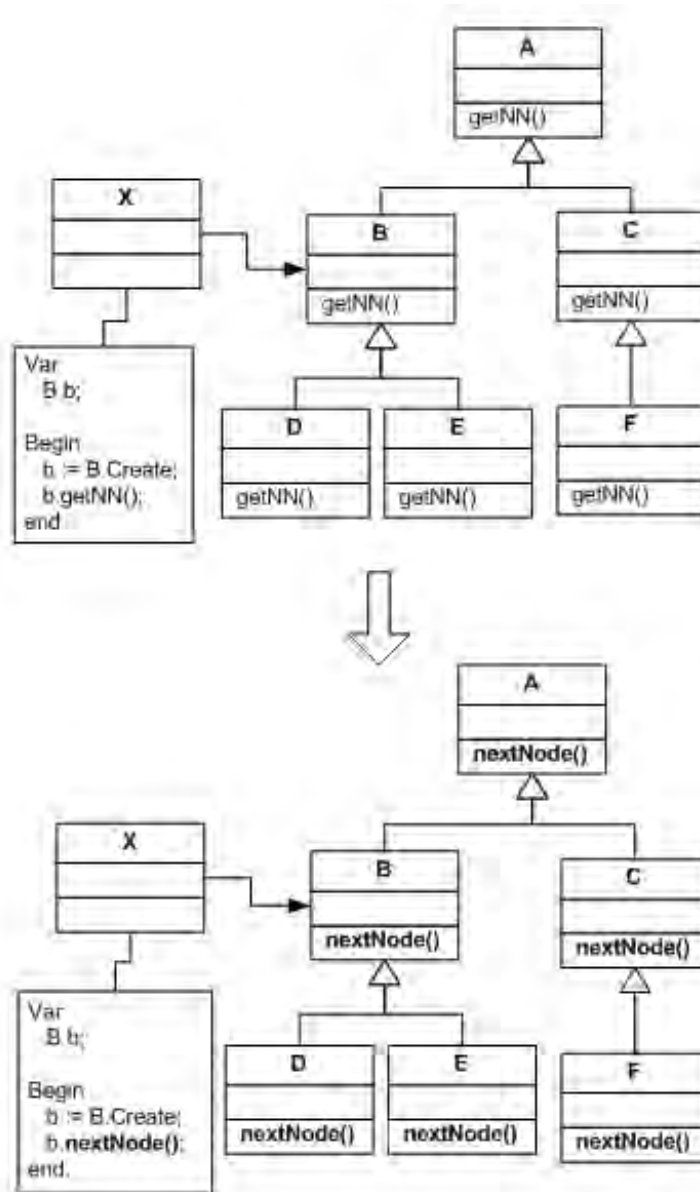 A
getNN()
X
B
C
getNN()
getNN()
Var
B b;
Begin
b := B.Create;
b.getNN();
end
D
E
F
getNN()
getNN()
getNN()
A
nextNode()
X
B
C
nextNode()
nextNode()
Var
B b;
Begin
b := B.Create;
b.nextNode();
end.
D
E
F
nextNode()
nextNode()
nextNode()